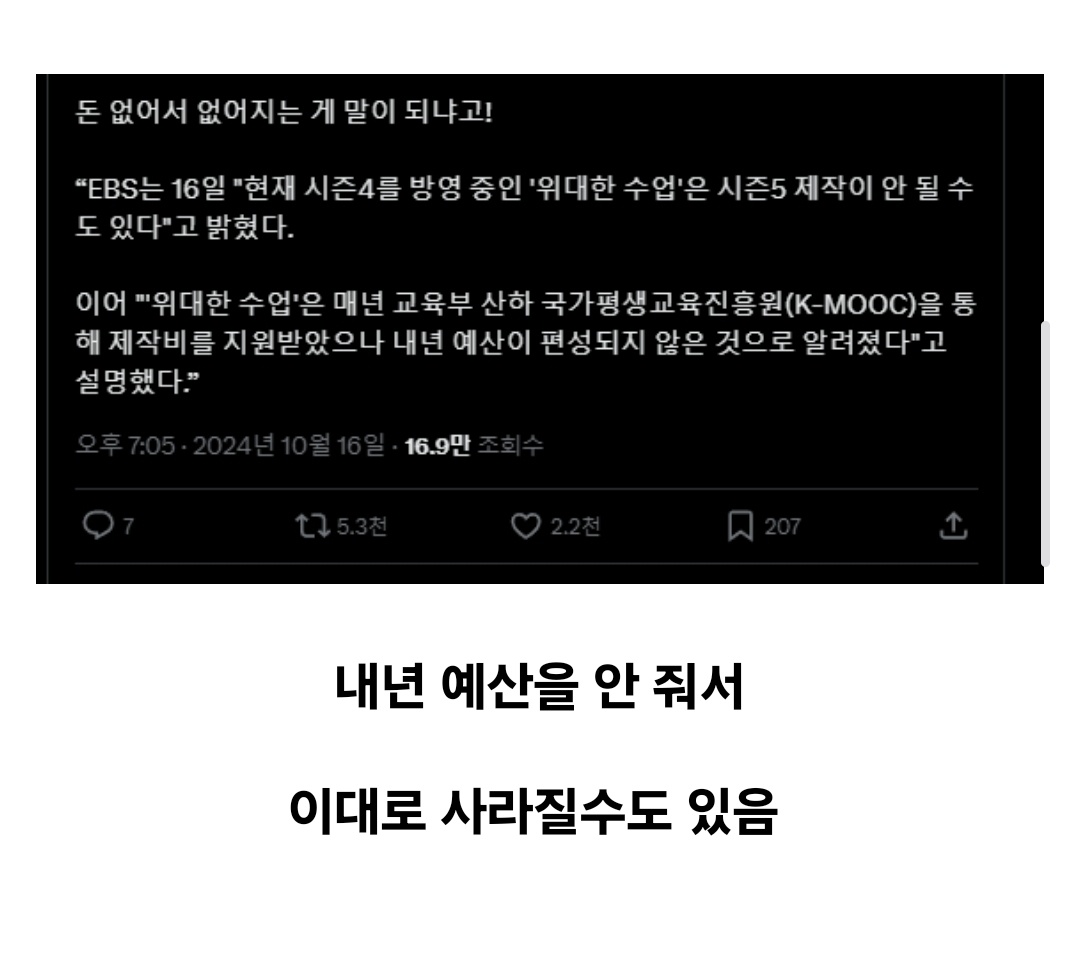 돈 없어서 없어지는 게 말이 되냐고!
“EBS는 16일 "현재 시즌4를 방영 중인 '위대한 수업'은 시즌5 제작이 안 될 수
도 있다"고 밝혔다.
이어 "'위대한 수업'은 매년 교육부 산하 국가평생교육진흥원(K-MOOC)을 통
해 제작비를 지원받았으나 내년 예산이 편성되지 않은 것으로 알려졌다"고
설명했다.”
오후 7:05 · 2024년 10월 16일 · 16.9만 조회수
7 5.3천 2.2천 207
내년 예산을 안 줘서
이대로 사라질수도 있음